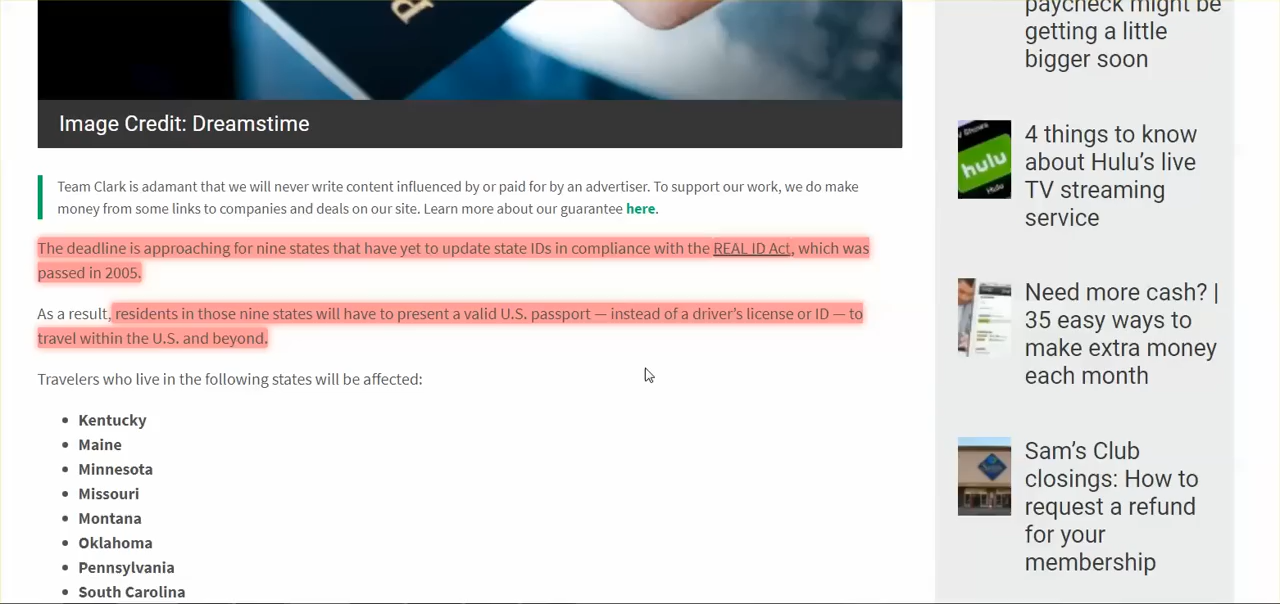 Image Credit: Dreamstime
Team Clark is adamant that we will never write content influenced by or paid for by an advertiser. To support our work, we do make
money from some links to companies and deals on our site. Learn more about our guarantee here.
The deadline is approaching for nine states that have yet to update state IDs in compliance with the REAL ID Act, which was
passed in 2005.
As a result, residents in those nine states will have to present a valid U.S. passport — instead of a driver’s license or ID — to
travel within the U.S. and beyond.
Travelers who live in the following states will be affected:
Kentucky
Maine
Minnesota
Missouri
Montana
Oklahoma
Pennsylvania
South Carolina
paycheck might be
getting a little
bigger soon
hulu
Hulu
4 things to know
about Hulu’s live
TV streaming
service
Need more cash? |
35 easy ways to
make extra money
each month
Sam’s Club
closings: How to
request a refund
for your
membership